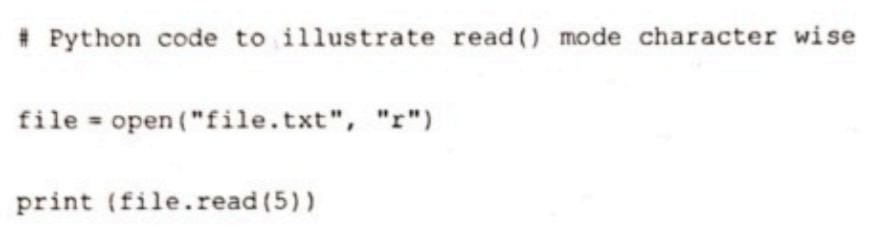 # Python code to illustrate read() mode character wise
file = open("file.txt", "r")
print (file.read(5))